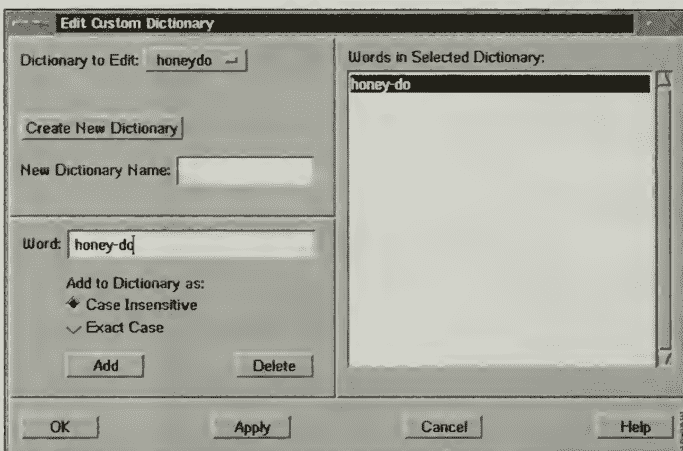 Edit Custom Dictionary
Dictionary to Edit: honeydo
Create New Dictionary
New Dictionary Name:
Word: honey-do
Add to Dictionary as:
Case Insensitive
Exact Case
Add Delete
Words in Selected Dictionary:
honey-do
OK Apply Cancel Help